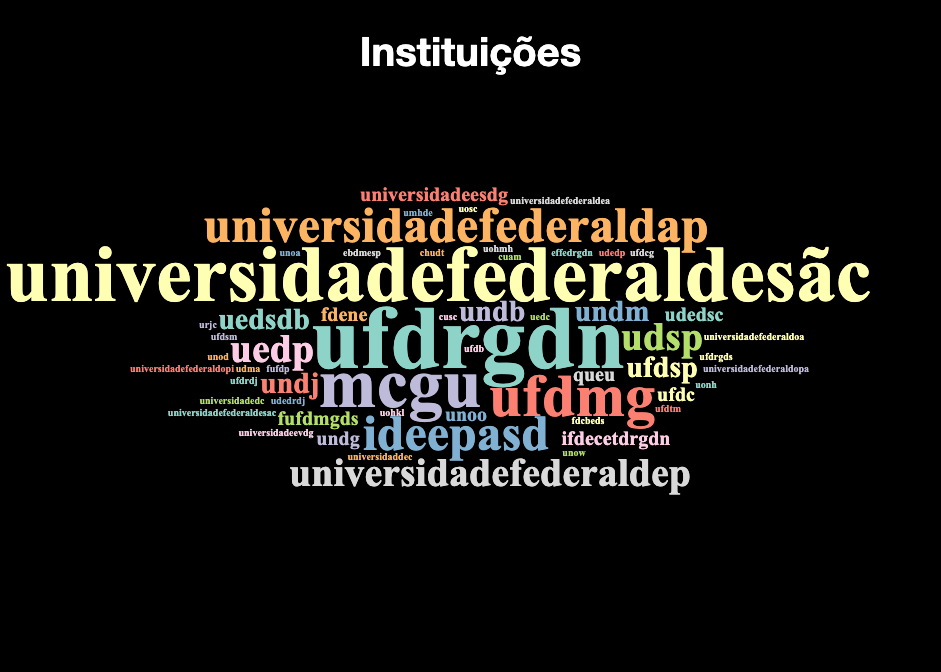 Instituições
universidadeesdg universidadefederaldea
umhde uosc
universidadefederaldap
unoa ebdmesp chudt uohmh cuam effedrgdn udedp ufdcg
universidadefederaldesãc
urjc uedsdb fdene cusc undb uedc undm udedsc
ufdrgdn
ufdsm udsp universidadefederaldoa
unod uedp ufdb ufdrgds
universidadefederaldopi udma fufdp ufdsp universidadefederaldopa
ufdrdj undj mcgu queu uonh
universidadedc udedrdj ufdmg ufdc
universidadefederaldesac fufdmgds uohkl unoo ufdtm
fdcbeds
universidadeevdg undg ideepasd ifdecetdrgdn
universidaddec unow
universidadefederaldep